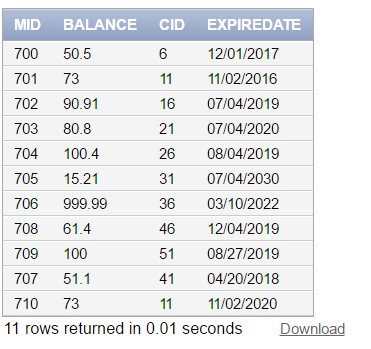 MID BALANCE CID EXPIREDATE
700 50.5 6 12/01/2017
701 73 11 11/02/2016
702 90.91 16 07/04/2019
703 80.8 21 07/04/2020
704 100.4 26 08/04/2019
705 15.21 31 07/04/2030
706 999.99 36 03/10/2022
708 61.4 46 12/04/2019
709 100 51 08/27/2019
707 51.1 41 04/20/2018
710 73 11 11/02/2020
11 rows returned in 0.01 seconds Download